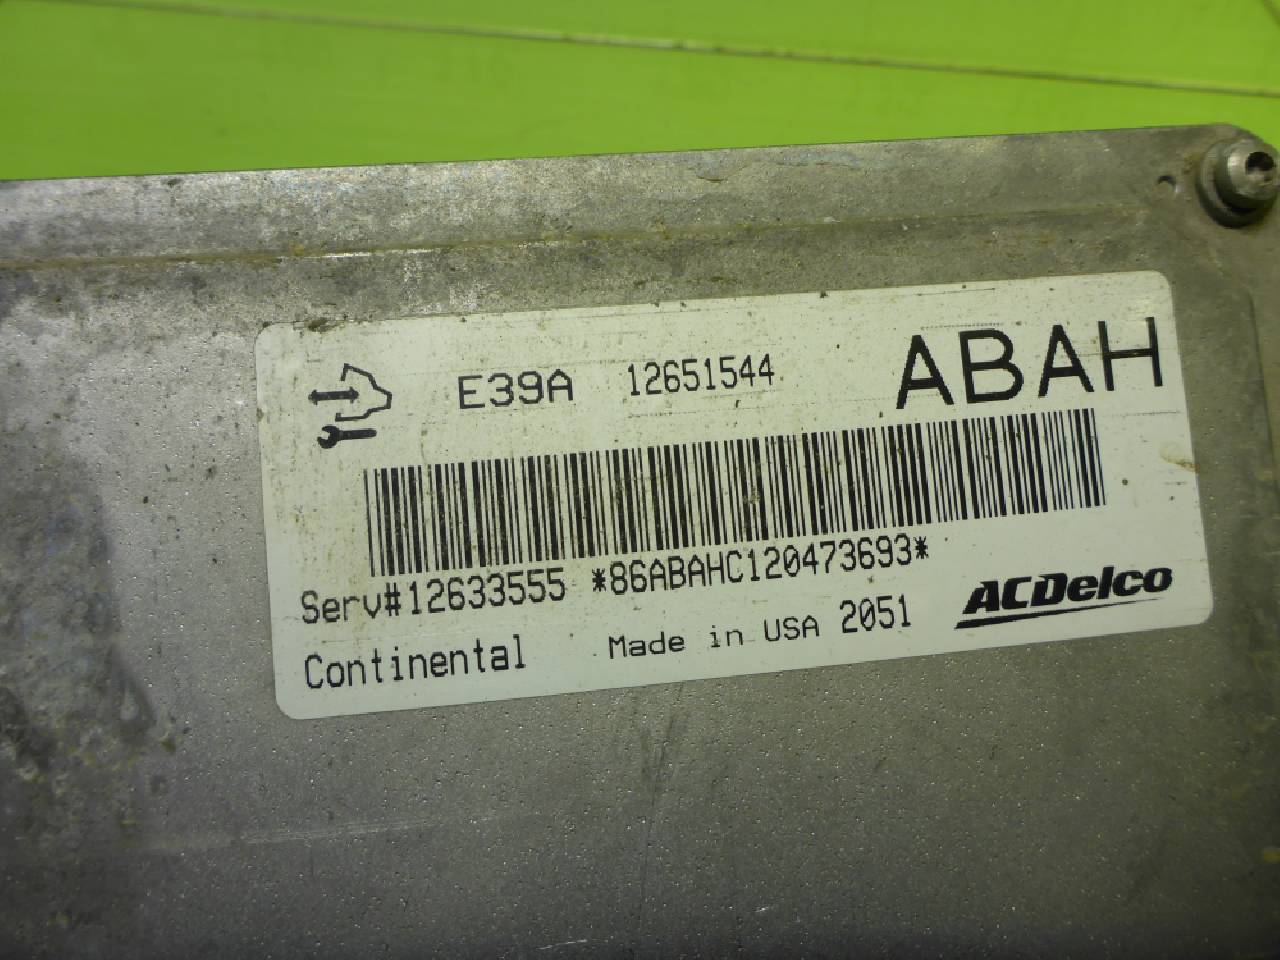 E39A 12651544 ABAH
Serv#12633555 *86ABAHC120473693*
Continental Made in USA 2051 ACDelco